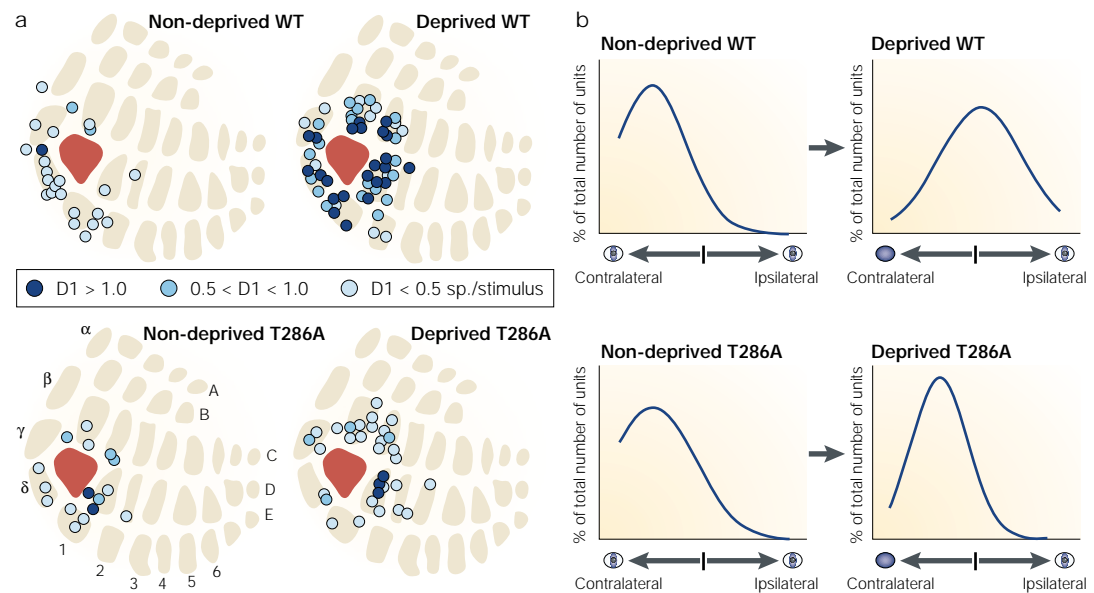 a
Non-deprived WT
Deprived WT
D1 > 1.0
0.5 < D1 < 1.0
D1 < 0.5 sp./stimulus
Non-deprived T286A
Deprived T286A
α
β
γ
δ
A
B
C
D
E
1
2
3
4
5
6
b
Non-deprived WT
% of total number of units
Contralateral
Ipsilateral
Deprived WT
% of total number of units
Contralateral
Ipsilateral
Non-deprived T286A
% of total number of units
Contralateral
Ipsilateral
Deprived T286A
% of total number of units
Contralateral
Ipsilateral